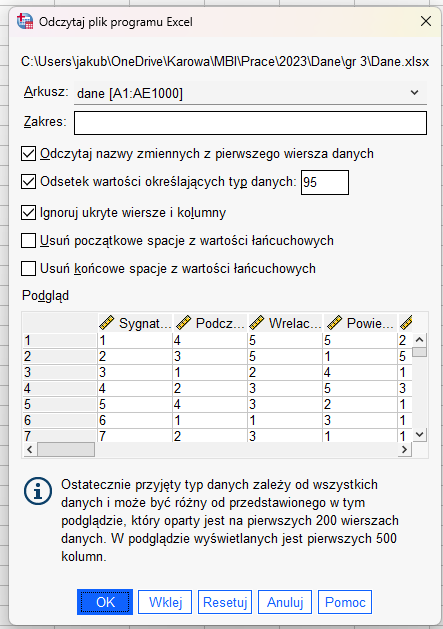 Odczytaj plik programu Excel
C:\Users\jakub\OneDrive\Karowa\MBI\Prace\2023\Dane\gr 3\Dane.xlsx
Arkusz: dane [A1:AE1000]
Zakres:
Odczytaj nazwy zmiennych z pierwszego wiersza danych
Odsetek wartości określających typ danych: 95
Ignoruj ukryte wiersze i kolumny
Usuń początkowe spacje z wartości łańcuchowych
Usuń końcowe spacje z wartości łańcuchowych
Podgląd
Sygnat... Podcz... Wrelac... Powie...
1 1 4 5 5 2
2 2 3 5 1 5
3 3 1 2 4 1
4 4 2 3 5 3
5 5 4 3 2 1
6 6 1 1 3 1
7 7 2 3 1 1
Ostatecznie przyjęty typ danych zależy od wszystkich
danych i może być różny od przedstawionego w tym
podglądzie, który oparty jest na pierwszych 200 wierszach
danych. W podglądzie wyświetlanych jest pierwszych 500
kolumn.
OK Wklej Resetuj Anuluj Pomoc